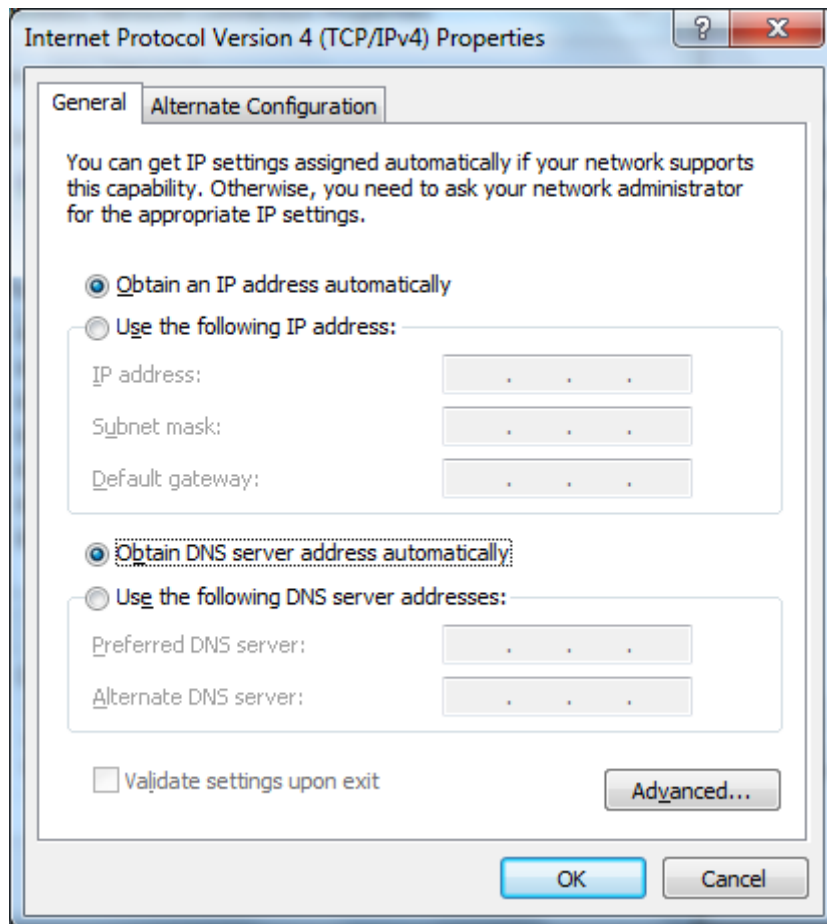 Internet Protocol Version 4 (TCP/IPv4) Properties
General
Alternate Configuration
You can get IP settings assigned automatically if your network supports
this capability. Otherwise, you need to ask your network administrator
for the appropriate IP settings.
Obtain an IP address automatically
Use the following IP address:
IP address:
Subnet mask:
Default gateway:
Obtain DNS server address automatically
Use the following DNS server addresses:
Preferred DNS server:
Alternate DNS server:
Validate settings upon exit
Advanced...
OK
Cancel